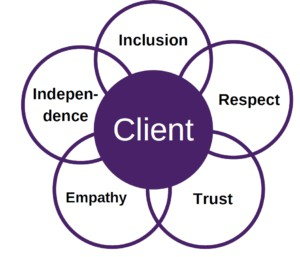 Inclusion
Indepen-
dence
Respect
Client
Empathy
Trust